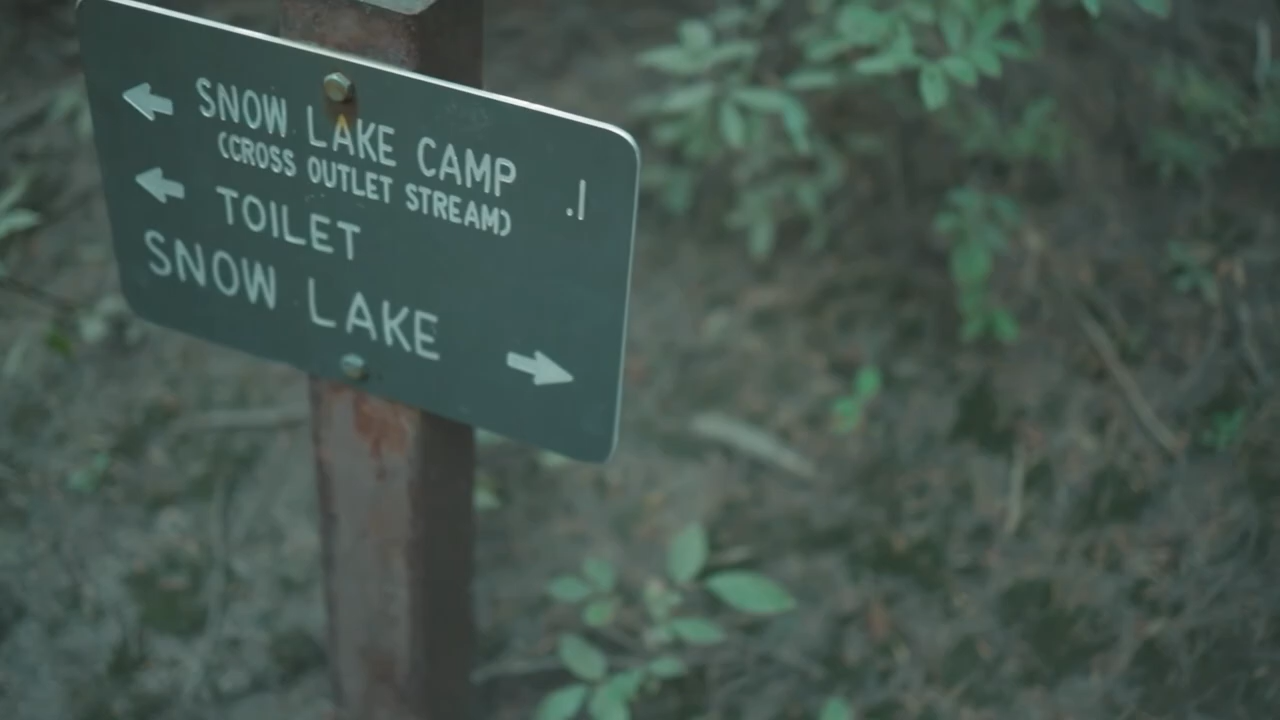 SNOW LAKE CAMP .1
(CROSS OUTLET STREAM)
TOILET
SNOW LAKE